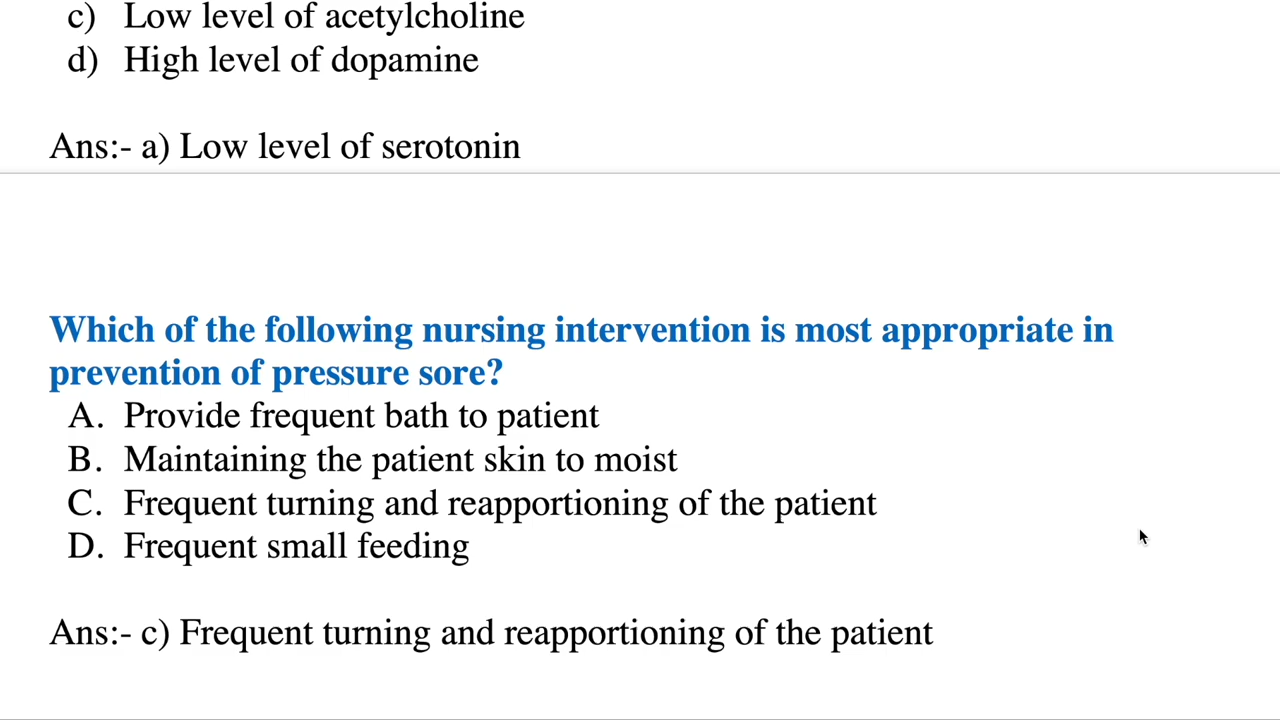 c) Low level of acetylcholine
d) High level of dopamine
Ans:- a) Low level of serotonin
Which of the following nursing intervention is most appropriate in
prevention of pressure sore?
A. Provide frequent bath to patient
B. Maintaining the patient skin to moist
C. Frequent turning and reapportioning of the patient
D. Frequent small feeding
Ans:- c) Frequent turning and reapportioning of the patient